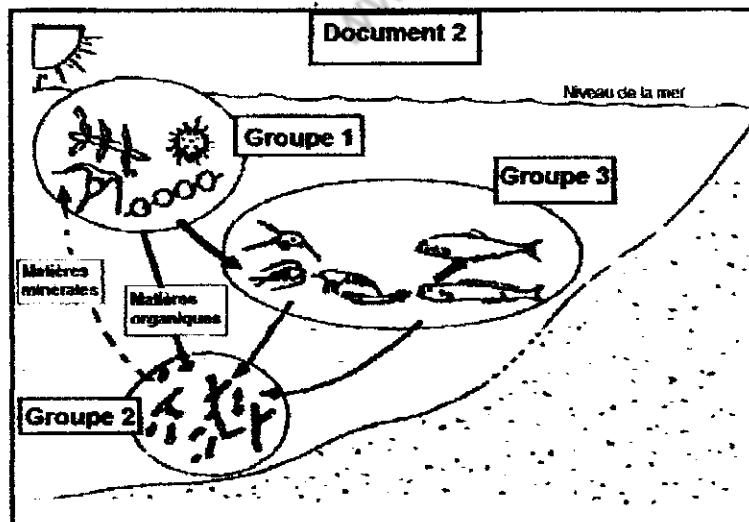 Document 2
Niveau de la mer
Groupe 1
Groupe 3
Matières
minérales
Matières
organiques
Groupe 2